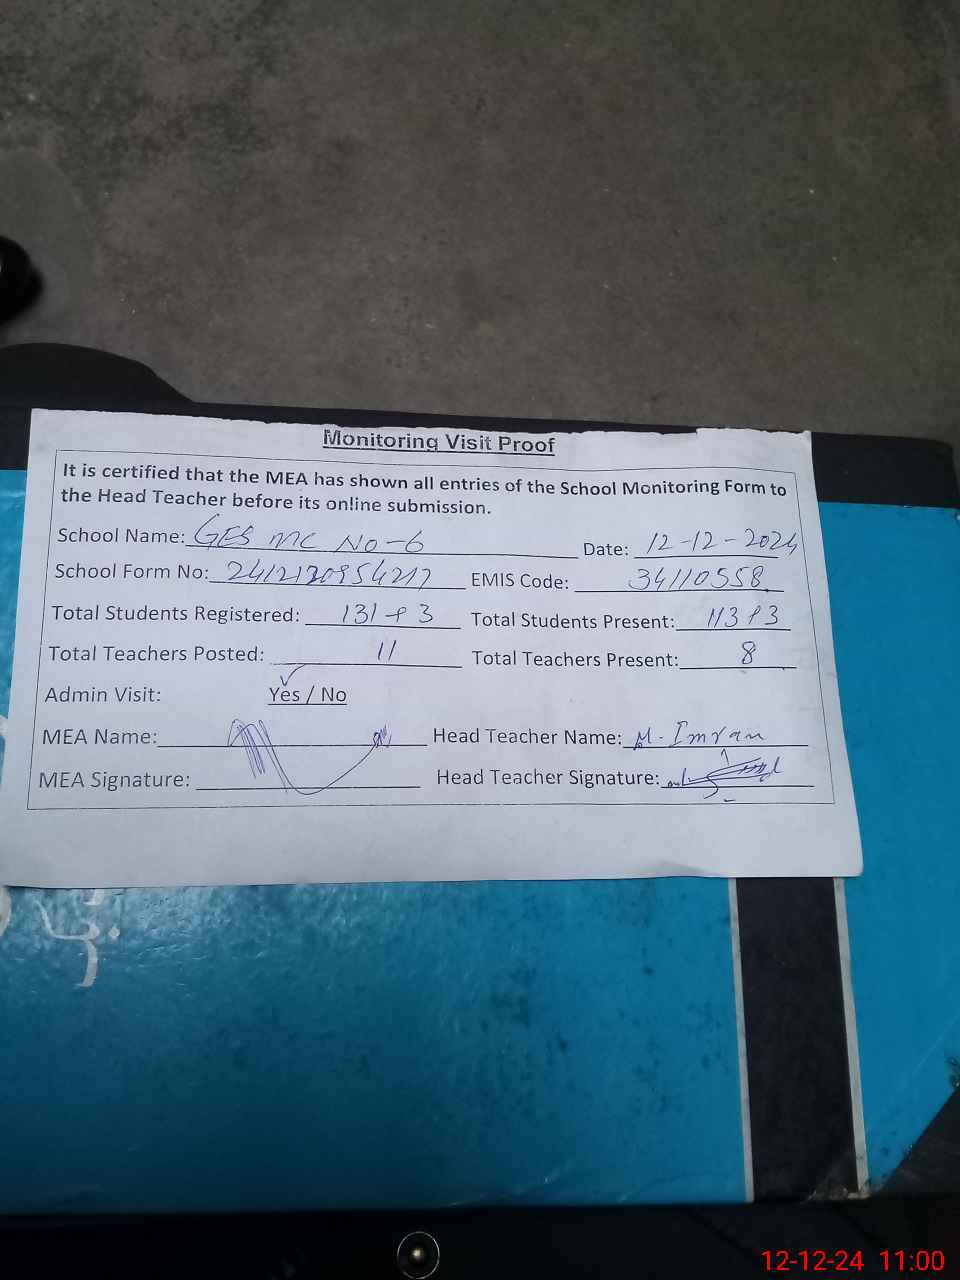 Monitoring Visit Proof
It is certified that the MEA has shown all entries of the School Monitoring Form to
the Head Teacher before its online submission.
School Name: GES MC No-6 Date: 12-12-2024
School Form No: EMIS Code: 34110558
Total Students Registered: 131+3 Total Students Present: 113+3
Total Teachers Posted: 11 Total Teachers Present: 8
Admin Visit: Yes / No
MEA Name: Head Teacher Name: M. Imran
MEA Signature: Head Teacher Signature:
12-12-24 11:00